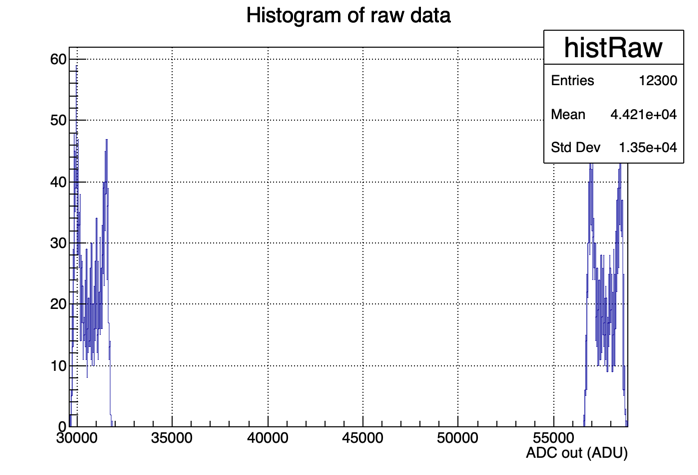 Histogram of raw data
histRaw
Entries 12300
Mean 4.421e+04
Std Dev 1.35e+04
60
50
40
30
20
10
0
30000 35000 40000 45000 50000 55000
ADC out (ADU)